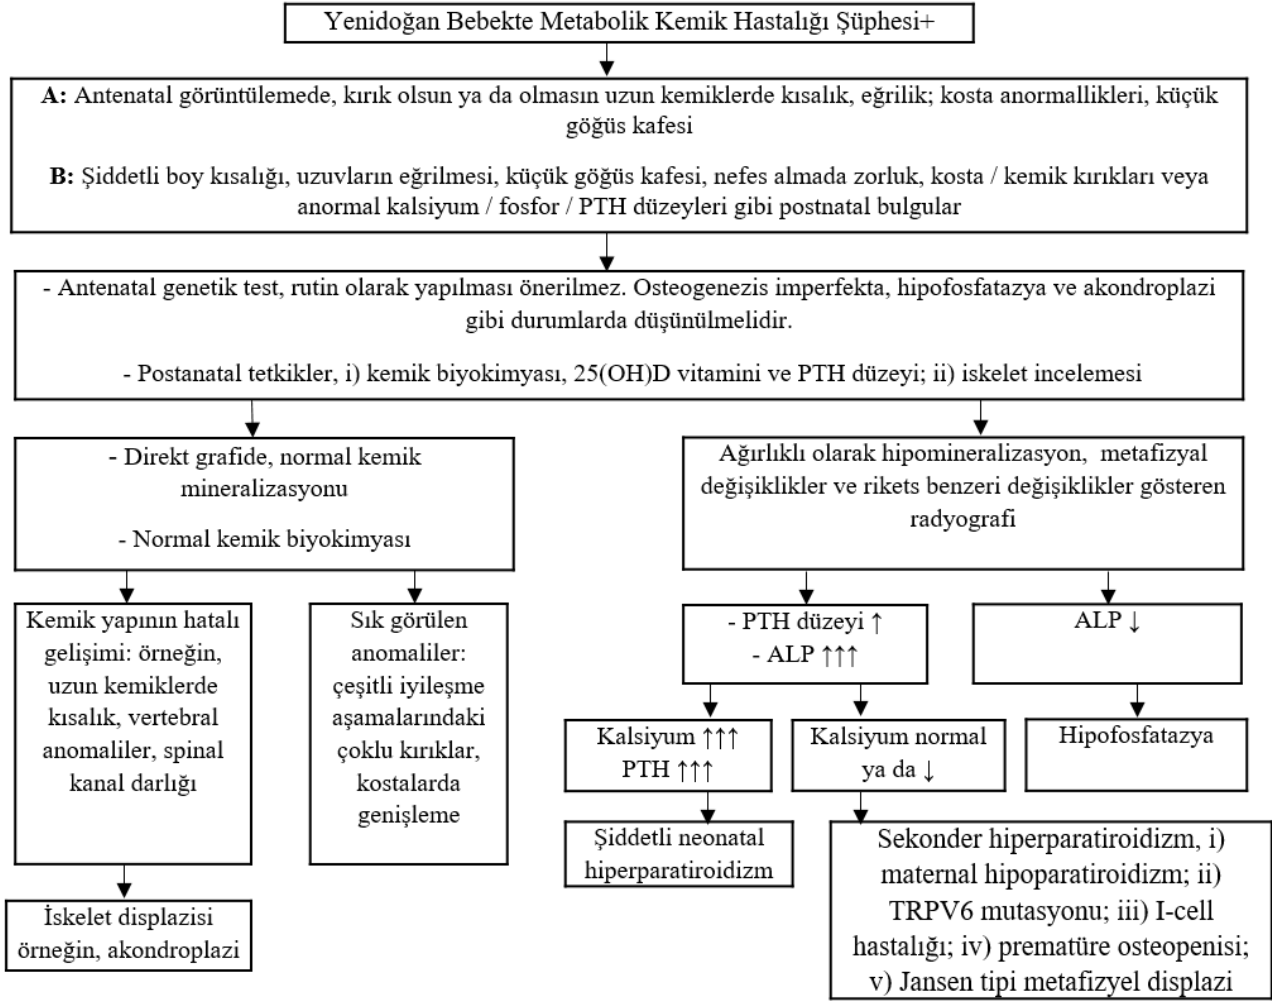 Yenidoğan Bebekte Metabolik Kemik Hastalığı Şüphesi+
A: Antenatal görüntülemede, kırık olsun ya da olmasın uzun kemiklerde kısalık, eğrilik; kosta anormallikleri, küçük
göğüs kafesi
B: Şiddetli boy kısalığı, uzuvların eğrilmesi, küçük göğüs kafesi, nefes almada zorluk, kosta / kemik kırıkları veya
anormal kalsiyum / fosfor / PTH düzeyleri gibi postnatal bulgular
- Antenatal genetik test, rutin olarak yapılması önerilmez. Osteogenezis imperfekta, hipofosfatazya ve akondroplazi
gibi durumlarda düşünülmelidir.
- Postanatal tetkikler, i) kemik biyokimyası, 25(OH)D vitamini ve PTH düzeyi; ii) iskelet incelemesi
- Direkt grafide, normal kemik
mineralizasyonu
- Normal kemik biyokimyası
Ağırlıklı olarak hipomineralizasyon, metafizyal
değişiklikler ve rikets benzeri değişiklikler gösteren
radyografi
Kemik yapının hatalı
gelişimi: örneğin,
uzun kemiklerde
kısalık, vertebral
anomaliler, spinal
kanal darlığı
Sık görülen
anomaliler:
çeşitli iyileşme
aşamalarındaki
çoklu kırıklar,
kostalarda
genişleme
- PTH düzeyi ↑
- ALP ↑↑↑
ALP ↓
Kalsiyum ↑↑↑
PTH ↑↑↑
Kalsiyum normal
ya da ↓
Hipofosfatazya
Şiddetli neonatal
hiperparatiroidizm
Sekonder hiperparatiroidizm, i)
maternal hipoparatiroidizm; ii)
TRPV6 mutasyonu; iii) I-cell
hastalığı; iv) prematüre osteopenisi;
v) Jansen tipi metafizyel displazi
İskelet displazisi
örneğin, akondroplazi